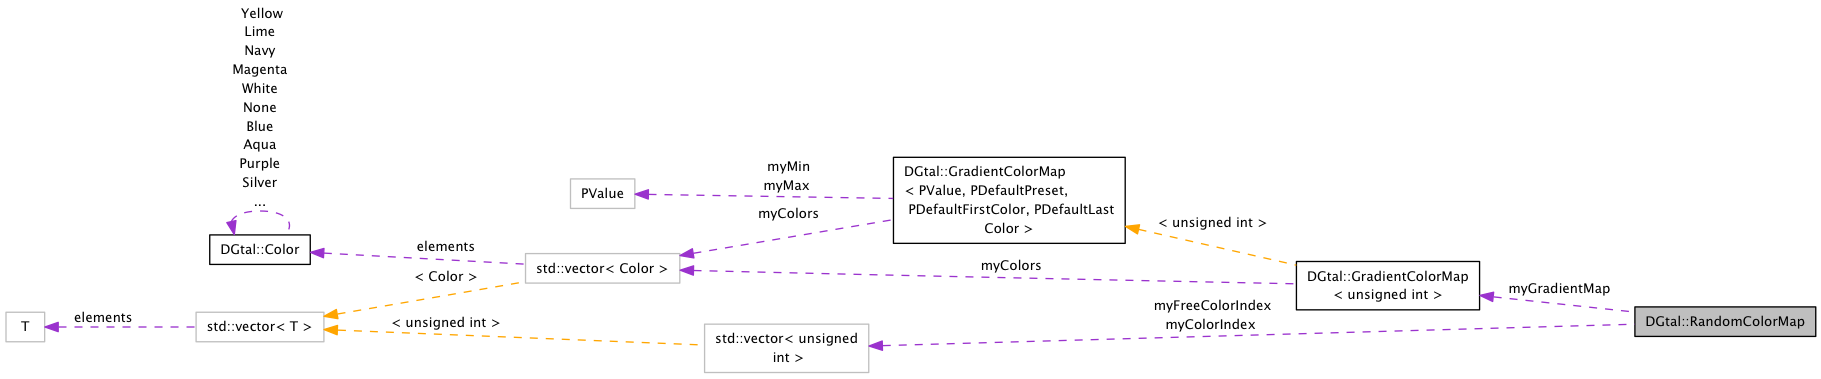 Yellow
Lime
Navy
Magenta
White
None
Blue
Aqua
Purple
Silver
...
DGtal::Color
elements
< Color >
T
elements
std::vector< T >
< unsigned int >
PValue
myMin
myMax
myColors
std::vector< Color >
std::vector< unsigned
int >
DGtal::GradientColorMap
< PValue, PDefaultPreset,
PDefaultFirstColor, PDefaultLast
Color >
< unsigned int >
myColors
DGtal::GradientColorMap
< unsigned int >
myFreeColorIndex
myColorIndex
myGradientMap
DGtal::RandomColorMap